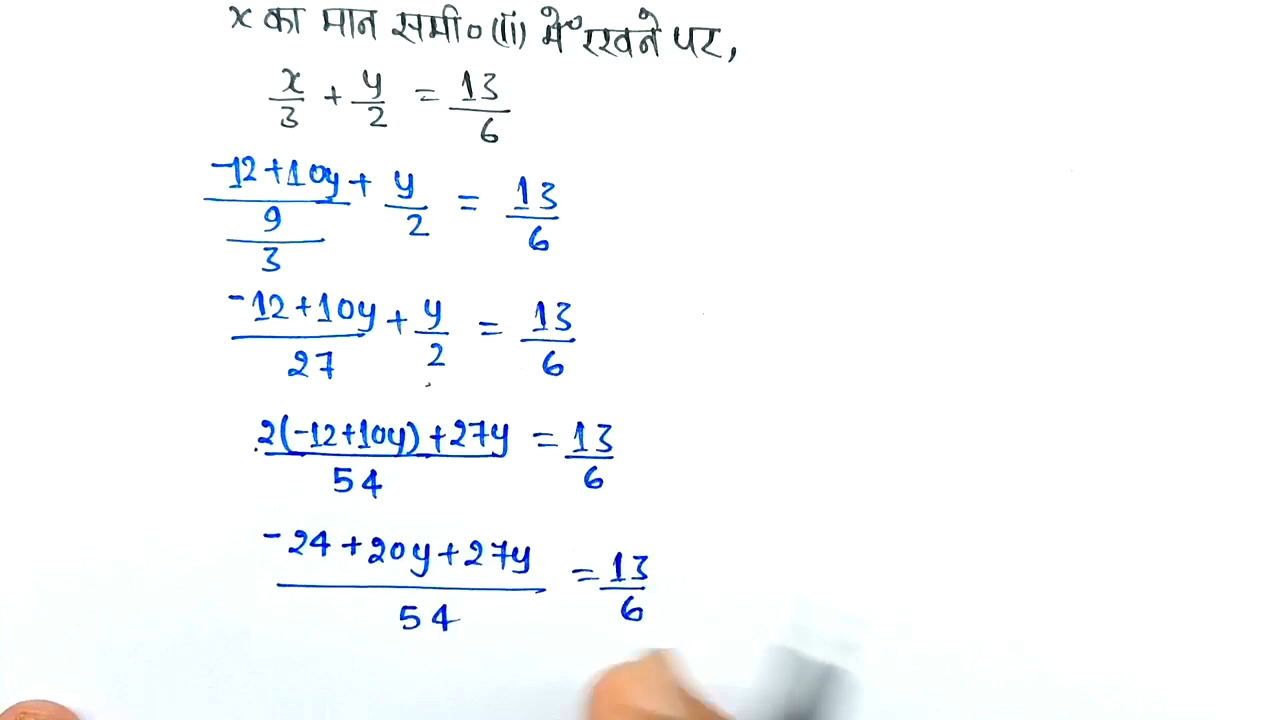 x का मान समी० (ii) में रखने पर,
x/3 + y/2 = 13/6
((-12+10y)/9)/3 + y/2 = 13/6
(-12+10y)/27 + y/2 = 13/6
(2(-12+10y)+27y)/54 = 13/6
(-24+20y+27y)/54 = 13/6